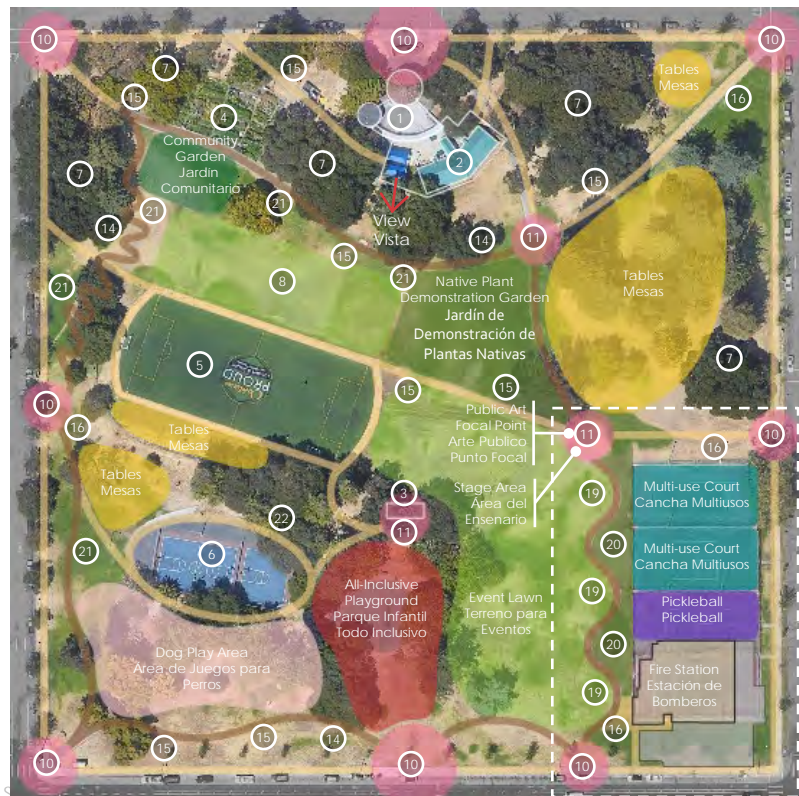 10
10
10
7
15
Tables
Mesas
15
4
7
16
1
Community
Garden
Jardín
Comunitario
7
2
7
15
21
21
View
Vista
14
14
11
15
21
8
21
Native Plant
Demonstration Garden
Jardín de
Demostración de
Plantas Nativas
Tables
Mesas
5
PROUD
7
10
16
15
15
Public Art
Focal Point
Arte Publico
Punto Focal
11
10
16
Tables
Mesas
Tables
Mesas
Stage Area
Área del
Ensenario
3
19
Multi-use Court
Cancha Multiusos
22
11
21
6
20
Multi-use Court
Cancha Multiusos
All-Inclusive
Playground
Parque Infantil
Todo Inclusivo
Event Lawn
Terreno para
Eventos
19
Pickleball
Pickleball
Dog Play Area
Área de Juegos para
Perros
20
Fire Station
Estación de
Bomberos
19
16
15
15
14
10
10
10